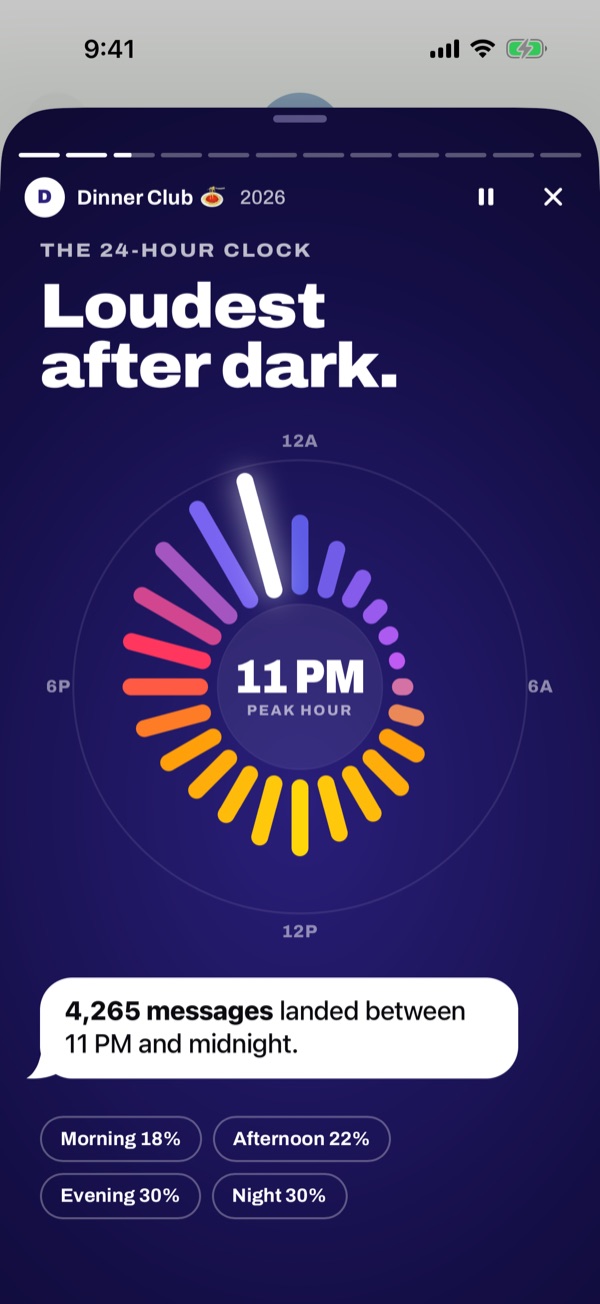 9:41
D Dinner Club 🍝 2026
THE 24-HOUR CLOCK
Loudest
after dark.
12A
11 PM
6P
6A
PEAK HOUR
12P
4,265 messages landed between
11 PM and midnight.
Morning 18% Afternoon 22%
Evening 30% Night 30%